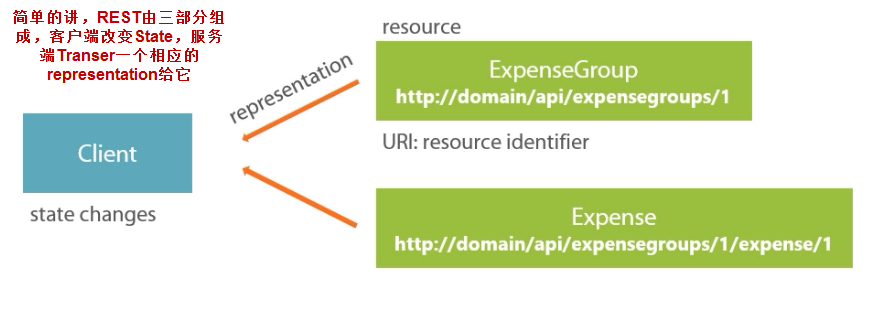 简单的讲，REST由三部分组
成，客户端改变State，服务
端Transer一个相应的
representation给它
resource
ExpenseGroup
http://domain/api/expensegroups/1
representation
URI: resource identifier
Client
state changes
Expense
http://domain/api/expensegroups/1/expense/1